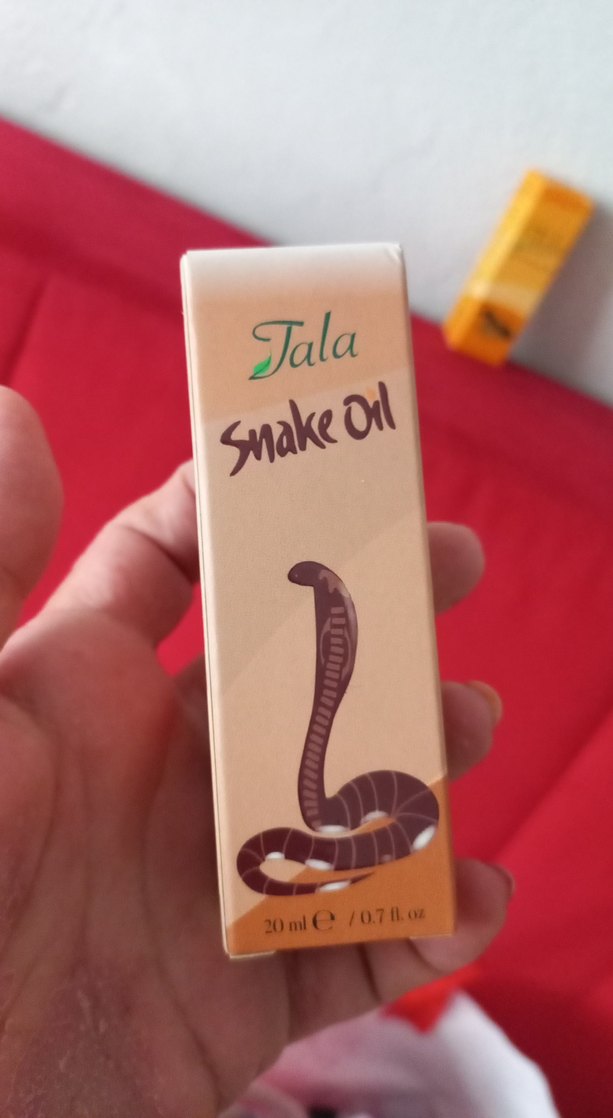 Tala
Snake Oil
20 ml ℮ / 0.7 fl. oz